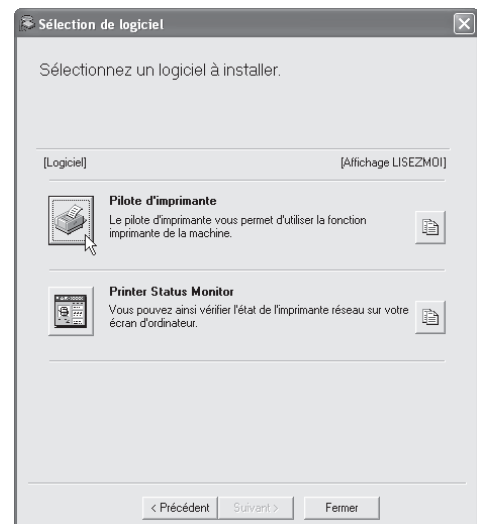 Sélection de logiciel
Sélectionnez un logiciel à installer.
[Logiciel] [Affichage LISEZMOI]
Pilote d'imprimante
Le pilote d'imprimante vous permet d'utiliser la fonction
imprimante de la machine.
Printer Status Monitor
Vous pouvez ainsi vérifier l'état de l'imprimante réseau sur votre
écran d'ordinateur.
< Précédent Suivant > Fermer